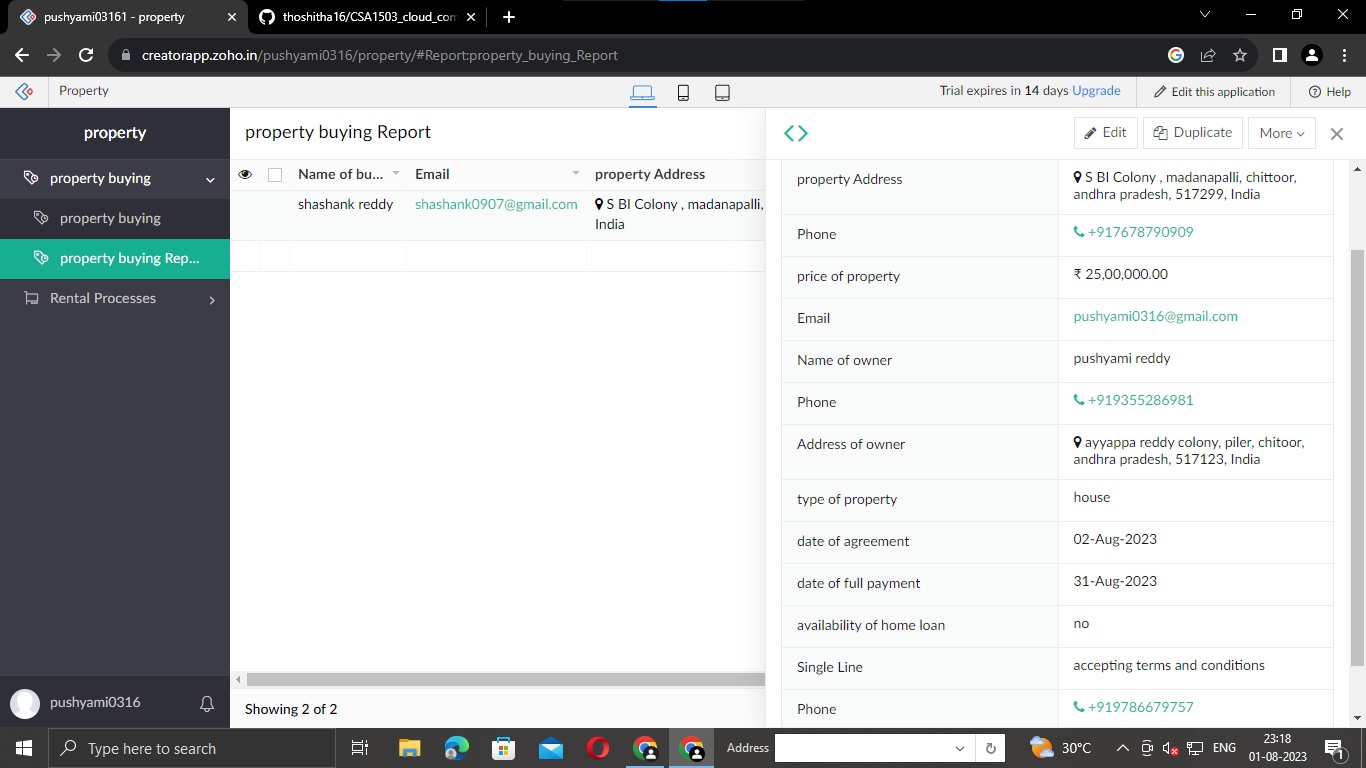 pushyami03161 - property
thoshitha16/CSA1503_cloud_com
creatorapp.zoho.in/pushyami0316/property/#Report:property_buying_Report
Property
Trial expires in 14 days Upgrade
Edit this application
Help
property
property buying
property buying
property buying Rep...
Rental Processes
pushyami0316
property buying Report
Name of bu... Email property Address
shashank reddy shashank0907@gmail.com S BI Colony , madanapalli,
India
Showing 2 of 2
Edit Duplicate More
property Address S BI Colony , madanapalli, chittoor,
andhra pradesh, 517299, India
Phone +917678790909
price of property ₹ 25,00,000.00
Email pushyami0316@gmail.com
Name of owner pushyami reddy
Phone +919355286981
Address of owner ayyappa reddy colony, piler, chitoor,
andhra pradesh, 517123, India
type of property house
date of agreement 02-Aug-2023
date of full payment 31-Aug-2023
availability of home loan no
Single Line accepting terms and conditions
Phone +919786679757
Type here to search
Address
30°C
ENG
23:18
01-08-2023
1